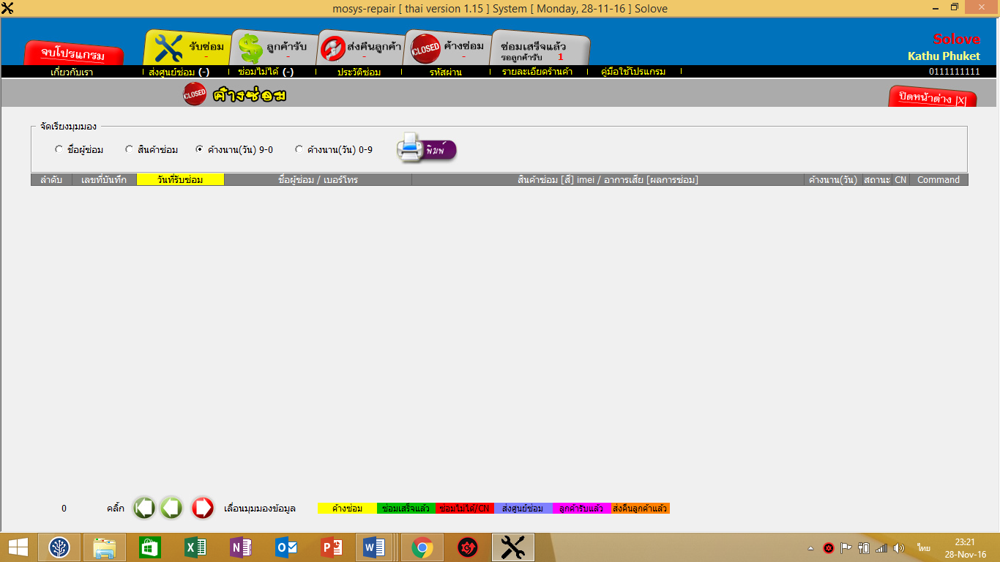 mosys-repair [ thai version 1.15 ] System [ Monday, 28-11-16 ] Solove
จบโปรแกรม
รับซ่อม
-
ลูกค้ารับ
-
ส่งคืนลูกค้า
-
CLOSED
ค้างซ่อม
-
ซ่อมเสร็จแล้ว
รอลูกค้ารับ 1
Solove
Kathu Phuket
เกี่ยวกับเรา ส่งศูนย์ซ่อม (-) ซ่อมไม่ได้ (-) ประวัติซ่อม รหัสผ่าน รายละเอียดร้านค้า คู่มือใช้โปรแกรม 0111111111
CLOSED ค้างซ่อม
ปิดหน้าต่าง |X|
จัดเรียงมุมมอง
ชื่อผู้ซ่อม สินค้าซ่อม ค้างนาน(วัน) 9-0 ค้างนาน(วัน) 0-9 พิมพ์
ลำดับ เลขที่บันทึก วันที่รับซ่อม ชื่อผู้ซ่อม / เบอร์โทร สินค้าซ่อม [สี] imei / อาการเสีย [ผลการซ่อม] ค้างนาน(วัน) สถานะ CN Command
0 คลิ๊ก เลื่อนมุมมองข้อมูล ค้างซ่อม ซ่อมเสร็จแล้ว ซ่อมไม่ได้/CN ส่งศูนย์ซ่อม ลูกค้ารับแล้ว ส่งคืนลูกค้าแล้ว
ไทย
23:21
28-Nov-16